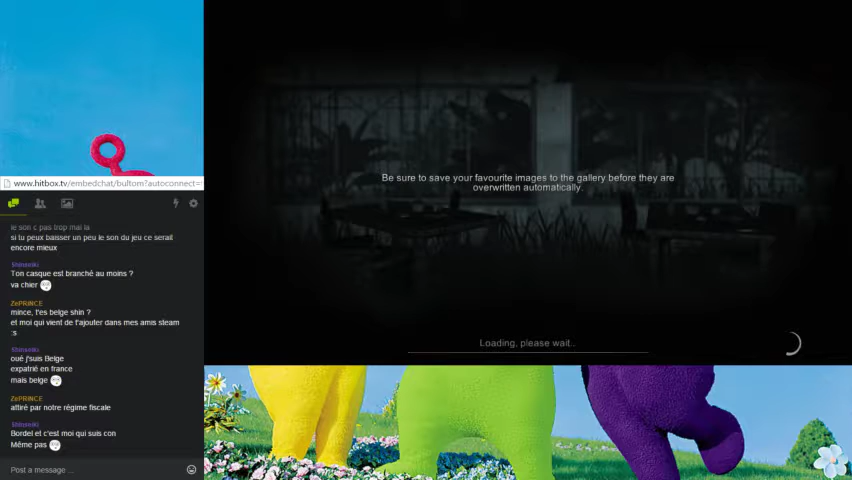 www.hitbox.tv/embedchat/bultom?autoconnect=
le son c pas trop mal la
si tu peux baisser un peu le son du jeu ce serait
encore mieux
Shinseiki
Ton casque est branché au moins ?
va chier
ZePRiNCE
mince, t'es belge shin ?
et moi qui vient de t'ajouter dans mes amis steam
:s
Shinseiki
oué j'suis Belge
expatrié en france
mais belge
ZePRiNCE
attiré par notre régime fiscale
Shinseiki
Bordel et c'est moi qui suis con
Même pas
Post a message ...
Be sure to save your favourite images to the gallery before they are
overwritten automatically.
Loading, please wait..